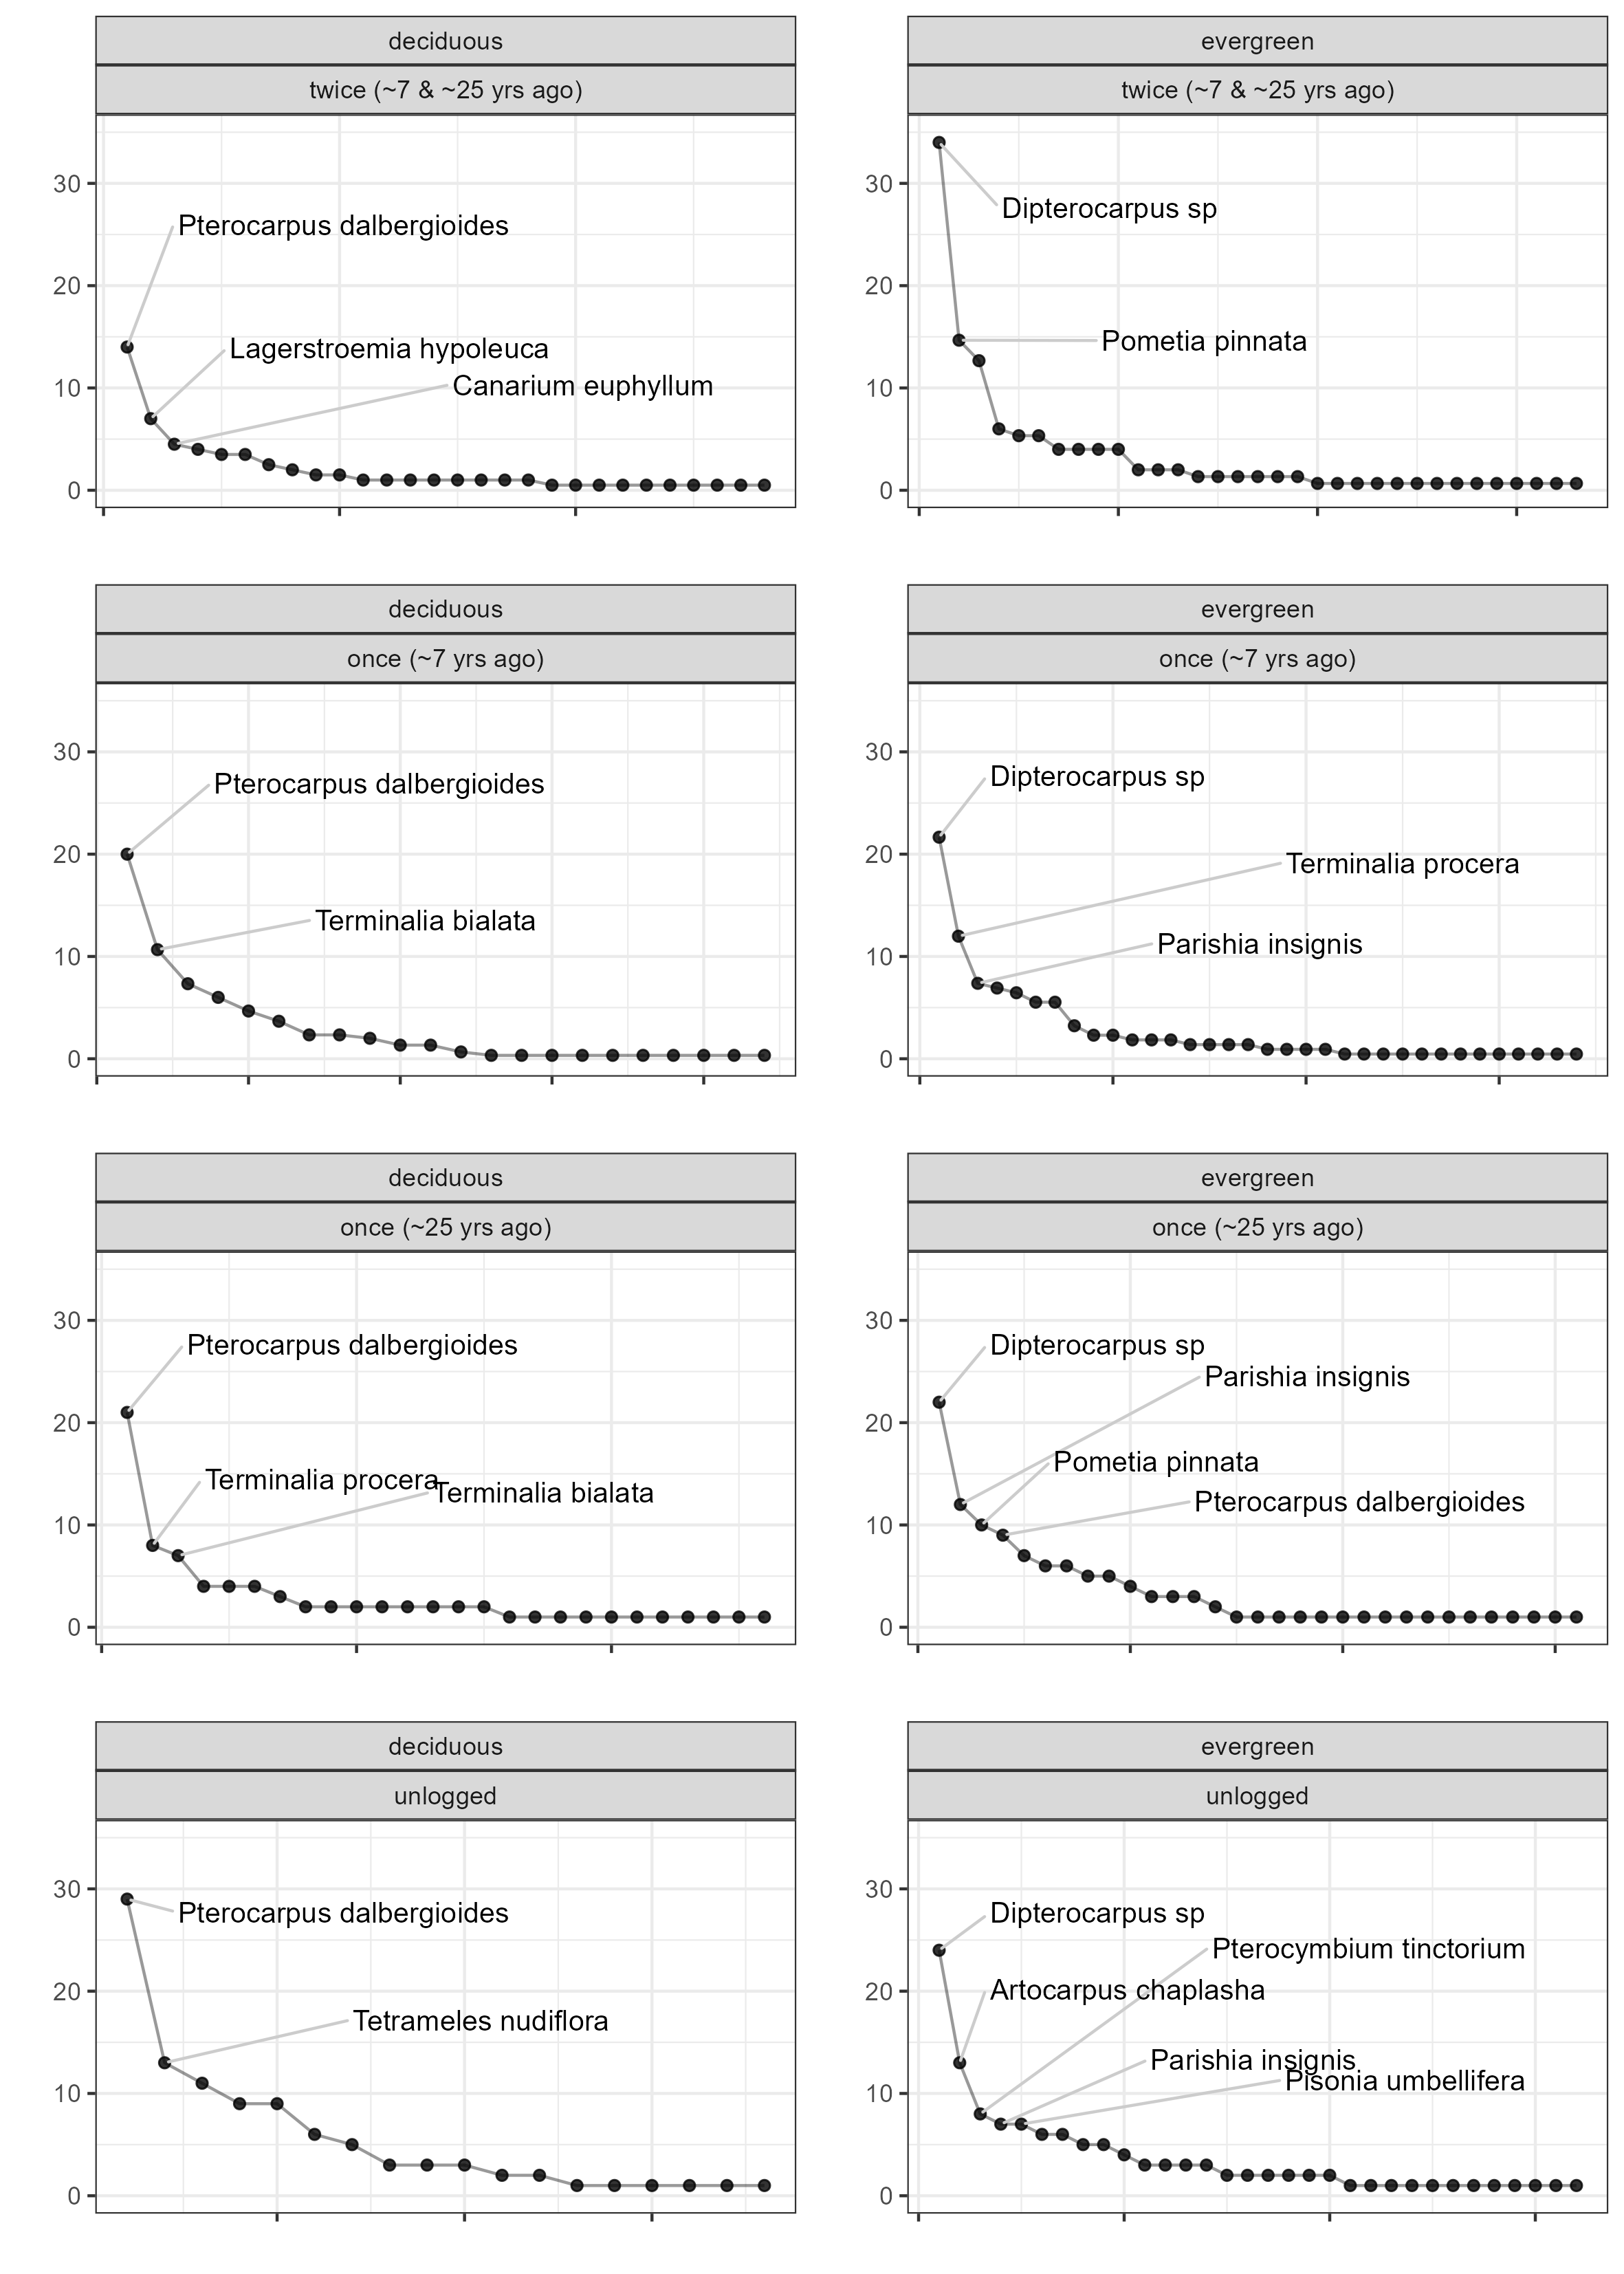 deciduous
twice (~7 & ~25 yrs ago)
30
20
10
0
Pterocarpus dalbergioides
Lagerstroemia hypoleuca
Canarium euphyllum
evergreen
twice (~7 & ~25 yrs ago)
30
20
10
0
Dipterocarpus sp
Pometia pinnata
deciduous
once (~7 yrs ago)
30
20
10
0
Pterocarpus dalbergioides
Terminalia bialata
evergreen
once (~7 yrs ago)
30
20
10
0
Dipterocarpus sp
Terminalia procera
Parishia insignis
deciduous
once (~25 yrs ago)
30
20
10
0
Pterocarpus dalbergioides
Terminalia procera
Terminalia bialata
evergreen
once (~25 yrs ago)
30
20
10
0
Dipterocarpus sp
Parishia insignis
Pometia pinnata
Pterocarpus dalbergioides
deciduous
unlogged
30
20
10
0
Pterocarpus dalbergioides
Tetrameles nudiflora
evergreen
unlogged
30
20
10
0
Dipterocarpus sp
Pterocymbium tinctorium
Artocarpus chaplasha
Parishia insignis
Pisonia umbellifera